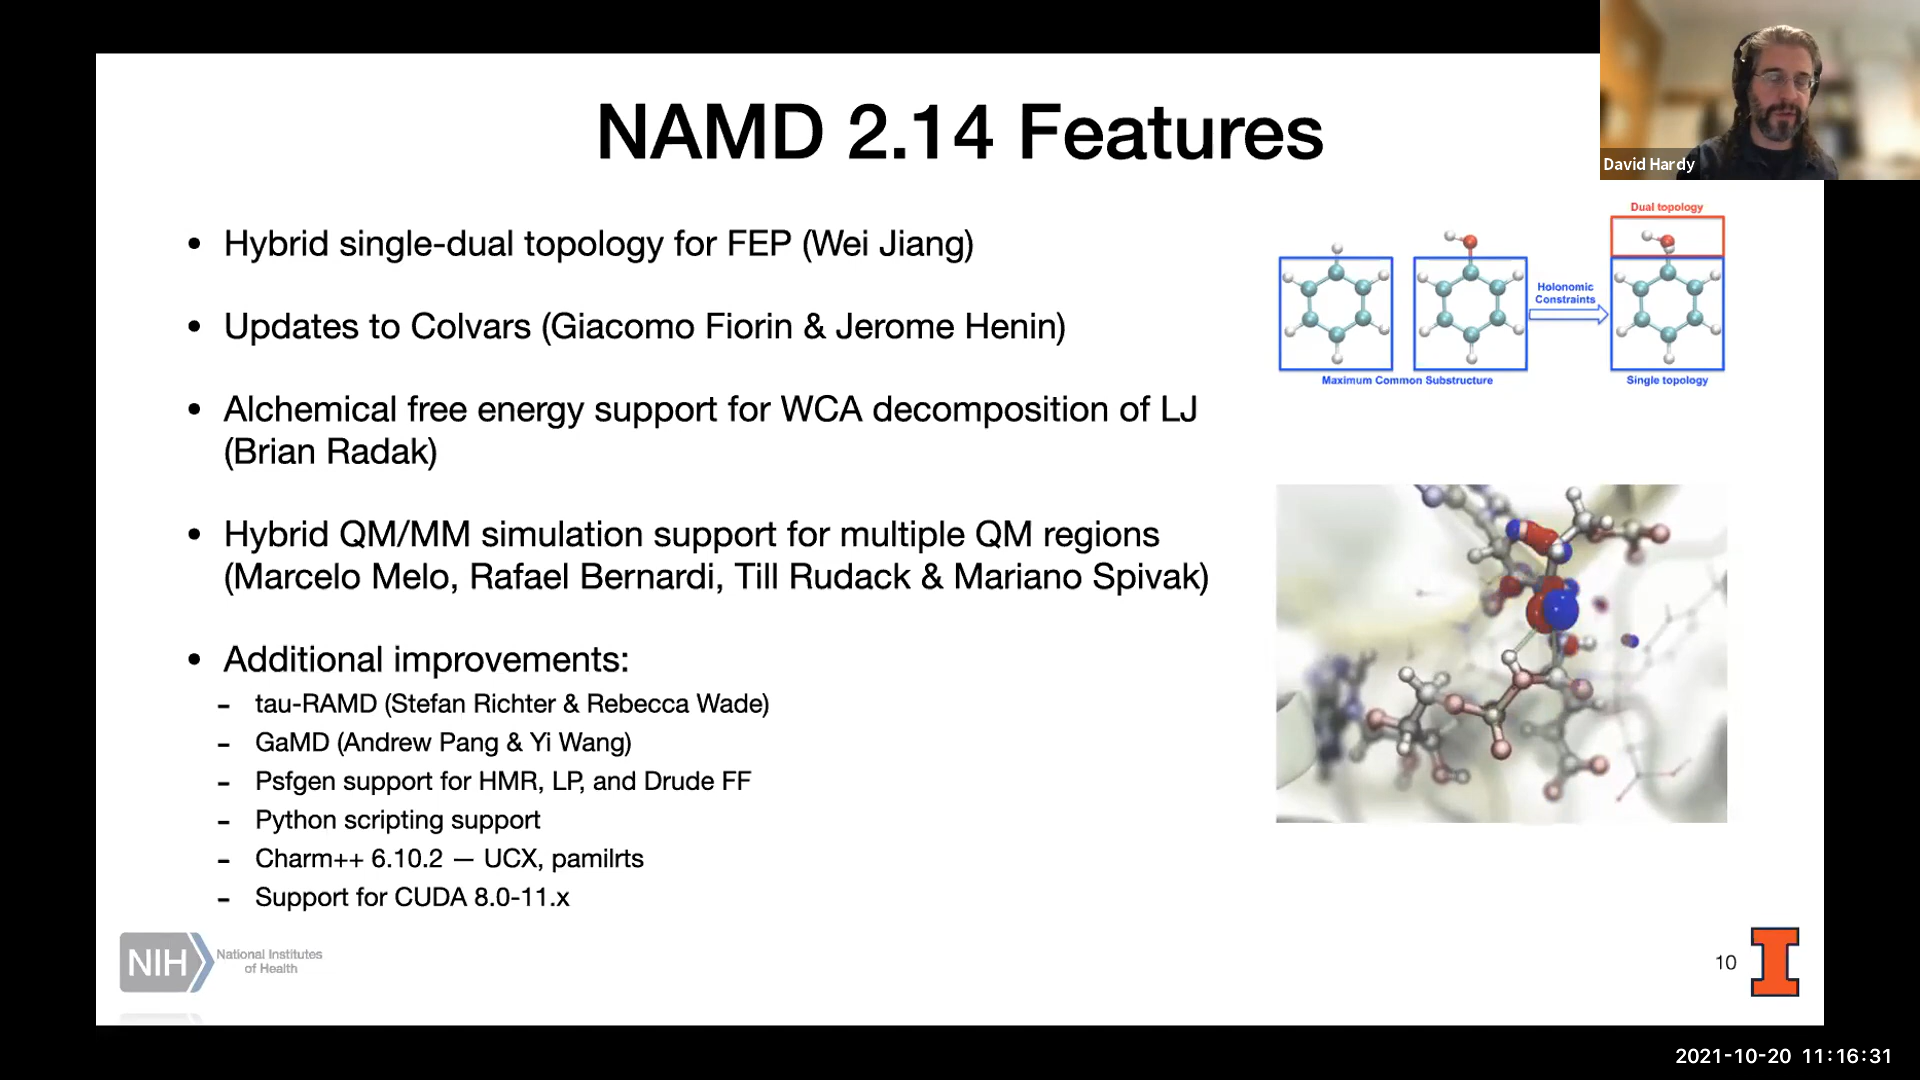 NAMD 2.14 Features
David Hardy
• Hybrid single-dual topology for FEP (Wei Jiang)
• Updates to Colvars (Giacomo Fiorin & Jerome Henin)
• Alchemical free energy support for WCA decomposition of LJ
(Brian Radak)
• Hybrid QM/MM simulation support for multiple QM regions
(Marcelo Melo, Rafael Bernardi, Till Rudack & Mariano Spivak)
• Additional improvements:
- tau-RAMD (Stefan Richter & Rebecca Wade)
- GaMD (Andrew Pang & Yi Wang)
- Psfgen support for HMR, LP, and Drude FF
- Python scripting support
- Charm++ 6.10.2 — UCX, pamilrts
- Support for CUDA 8.0-11.x
Dual topology
Holonomic
Constraints
Maximum Common Substructure
Single topology
NIH
National Institutes
of Health
10
I
2021-10-20 11:16:31